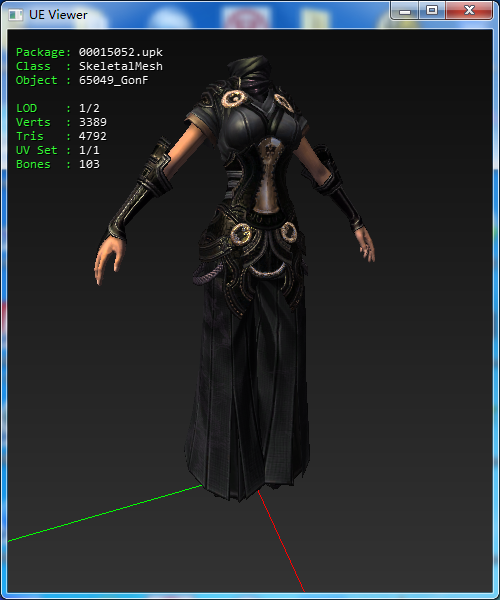 UE Viewer
Package: 00015052.upk
Class : SkeletalMesh
Object : 65049_GonF
LOD : 1/2
Verts : 3389
Tris : 4792
UV Set : 1/1
Bones : 103